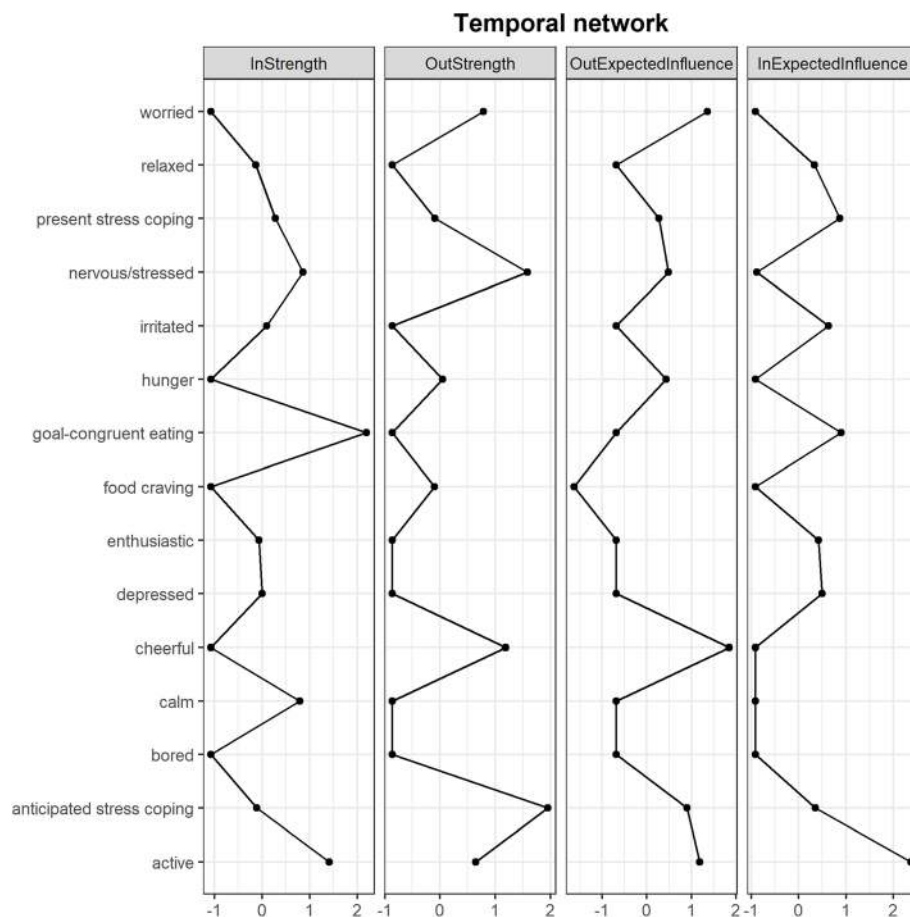 Temporal network
InStrength OutStrength OutExpectedInfluence InExpectedInfluence
worried
relaxed
present stress coping
nervous/stressed
irritated
hunger
goal-congruent eating
food craving
enthusiastic
depressed
cheerful
calm
bored
anticipated stress coping
active
-1 0 1 2 -1 0 1 2 -1 0 1 2 -1 0 1 2